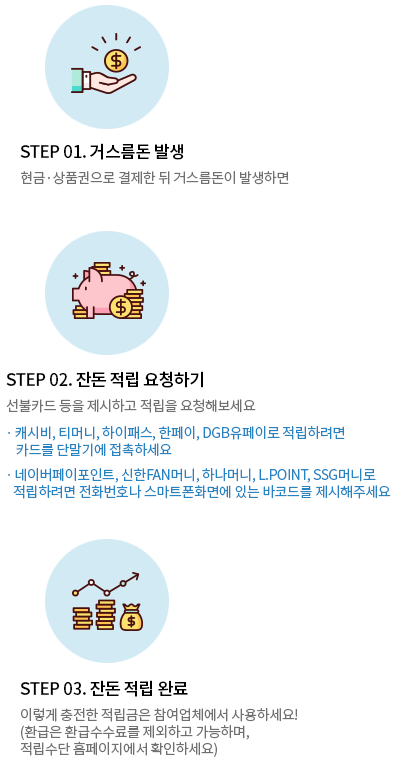 STEP 01. 거스름돈 발생
현금·상품권으로 결제한 뒤 거스름돈이 발생하면
STEP 02. 잔돈 적립 요청하기
선불카드 등을 제시하고 적립을 요청해보세요
· 캐시비, 티머니, 하이패스, 한페이, DGB유페이로 적립하려면
카드를 단말기에 접촉하세요
· 네이버페이포인트, 신한FAN머니, 하나머니, L.POINT, SSG머니로
적립하려면 전화번호나 스마트폰화면에 있는 바코드를 제시해주세요
STEP 03. 잔돈 적립 완료
이렇게 충전한 적립금은 참여업체에서 사용하세요!
(환급은 환급수수료를 제외하고 가능하며,
적립수단 홈페이지에서 확인하세요)